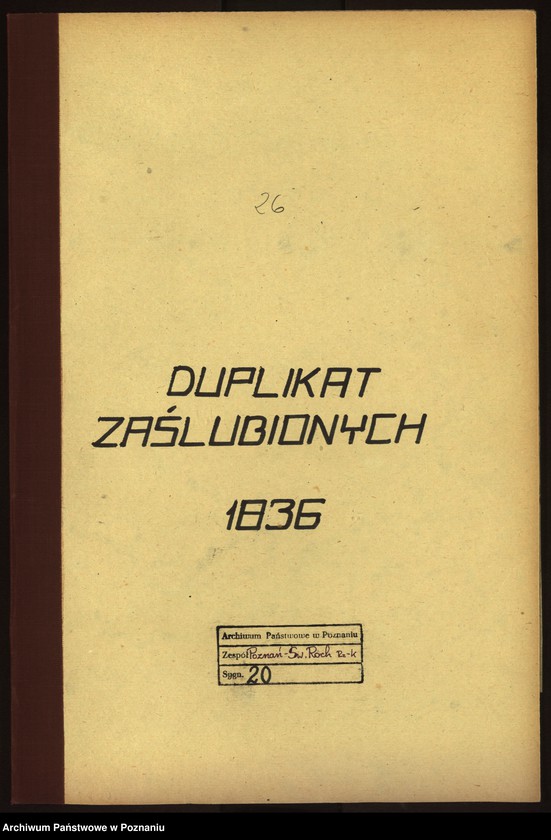 26
DUPLIKAT
ZAŚLUBIONYCH
1836
Archiwum Państwowe w Poznaniu
Zespół Poznań-Św. Roch Rz-k
Sygn. 20
Archiwum Państwowe w Poznaniu